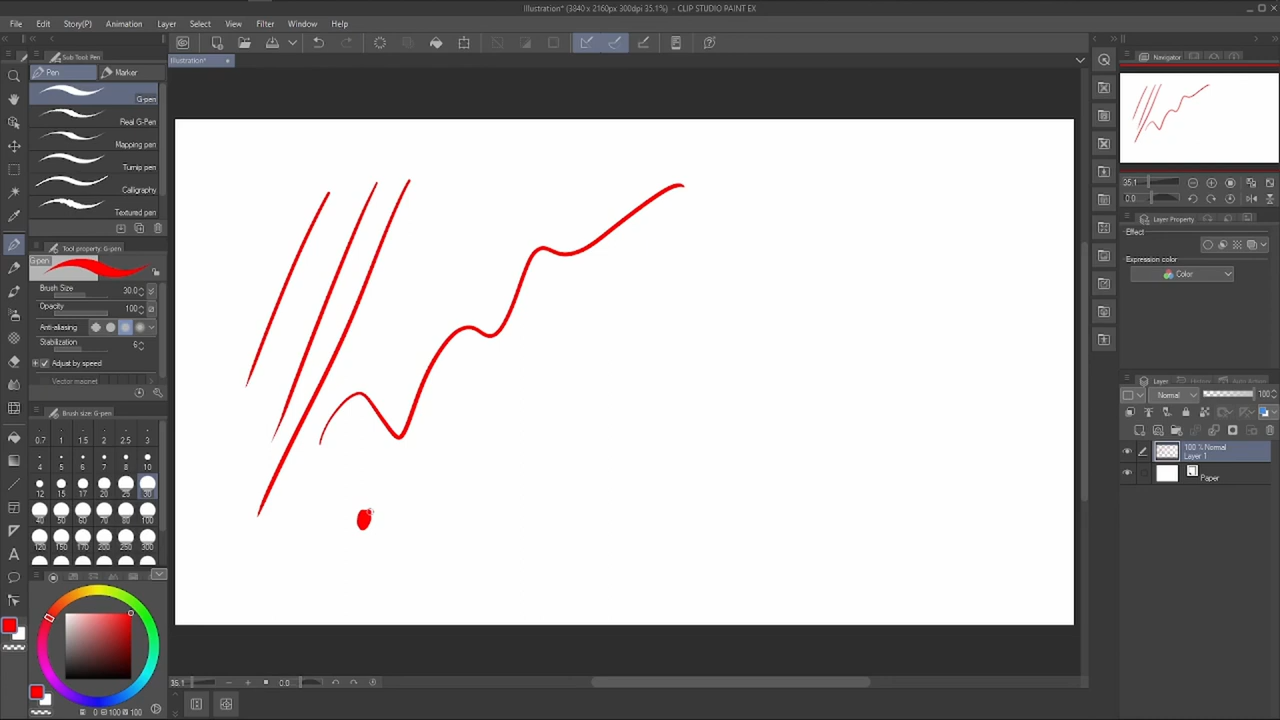 Illustration* (3840 x 2160px 300dpi 35.1%) - CLIP STUDIO PAINT EX
File Edit Story(P) Animation Layer Select View Filter Window Help
Sub Tool: Pen
Illustration*
Navigator
Pen Marker
G-pen
Real G-Pen
Mapping pen
Turnip pen
Calligraphy
Textured pen
35.1
0.0
Layer Property
Tool property: G-pen
Effect
G-pen
Expression color
Color
Brush Size 30.0
Opacity 100
Anti-aliasing
Stabilization 6
Adjust by speed
Vector magnet
Layer
Normal 100
Brush size: G-pen
0.7 1 1.5 2 2.5 3
4 5 6 7 8 10
12 15 17 20 25 30
40 50 60 70 80 100
120 150 170 200 250 300
100 % Normal
Layer 1
Paper
35.1 0.0
0 100 100